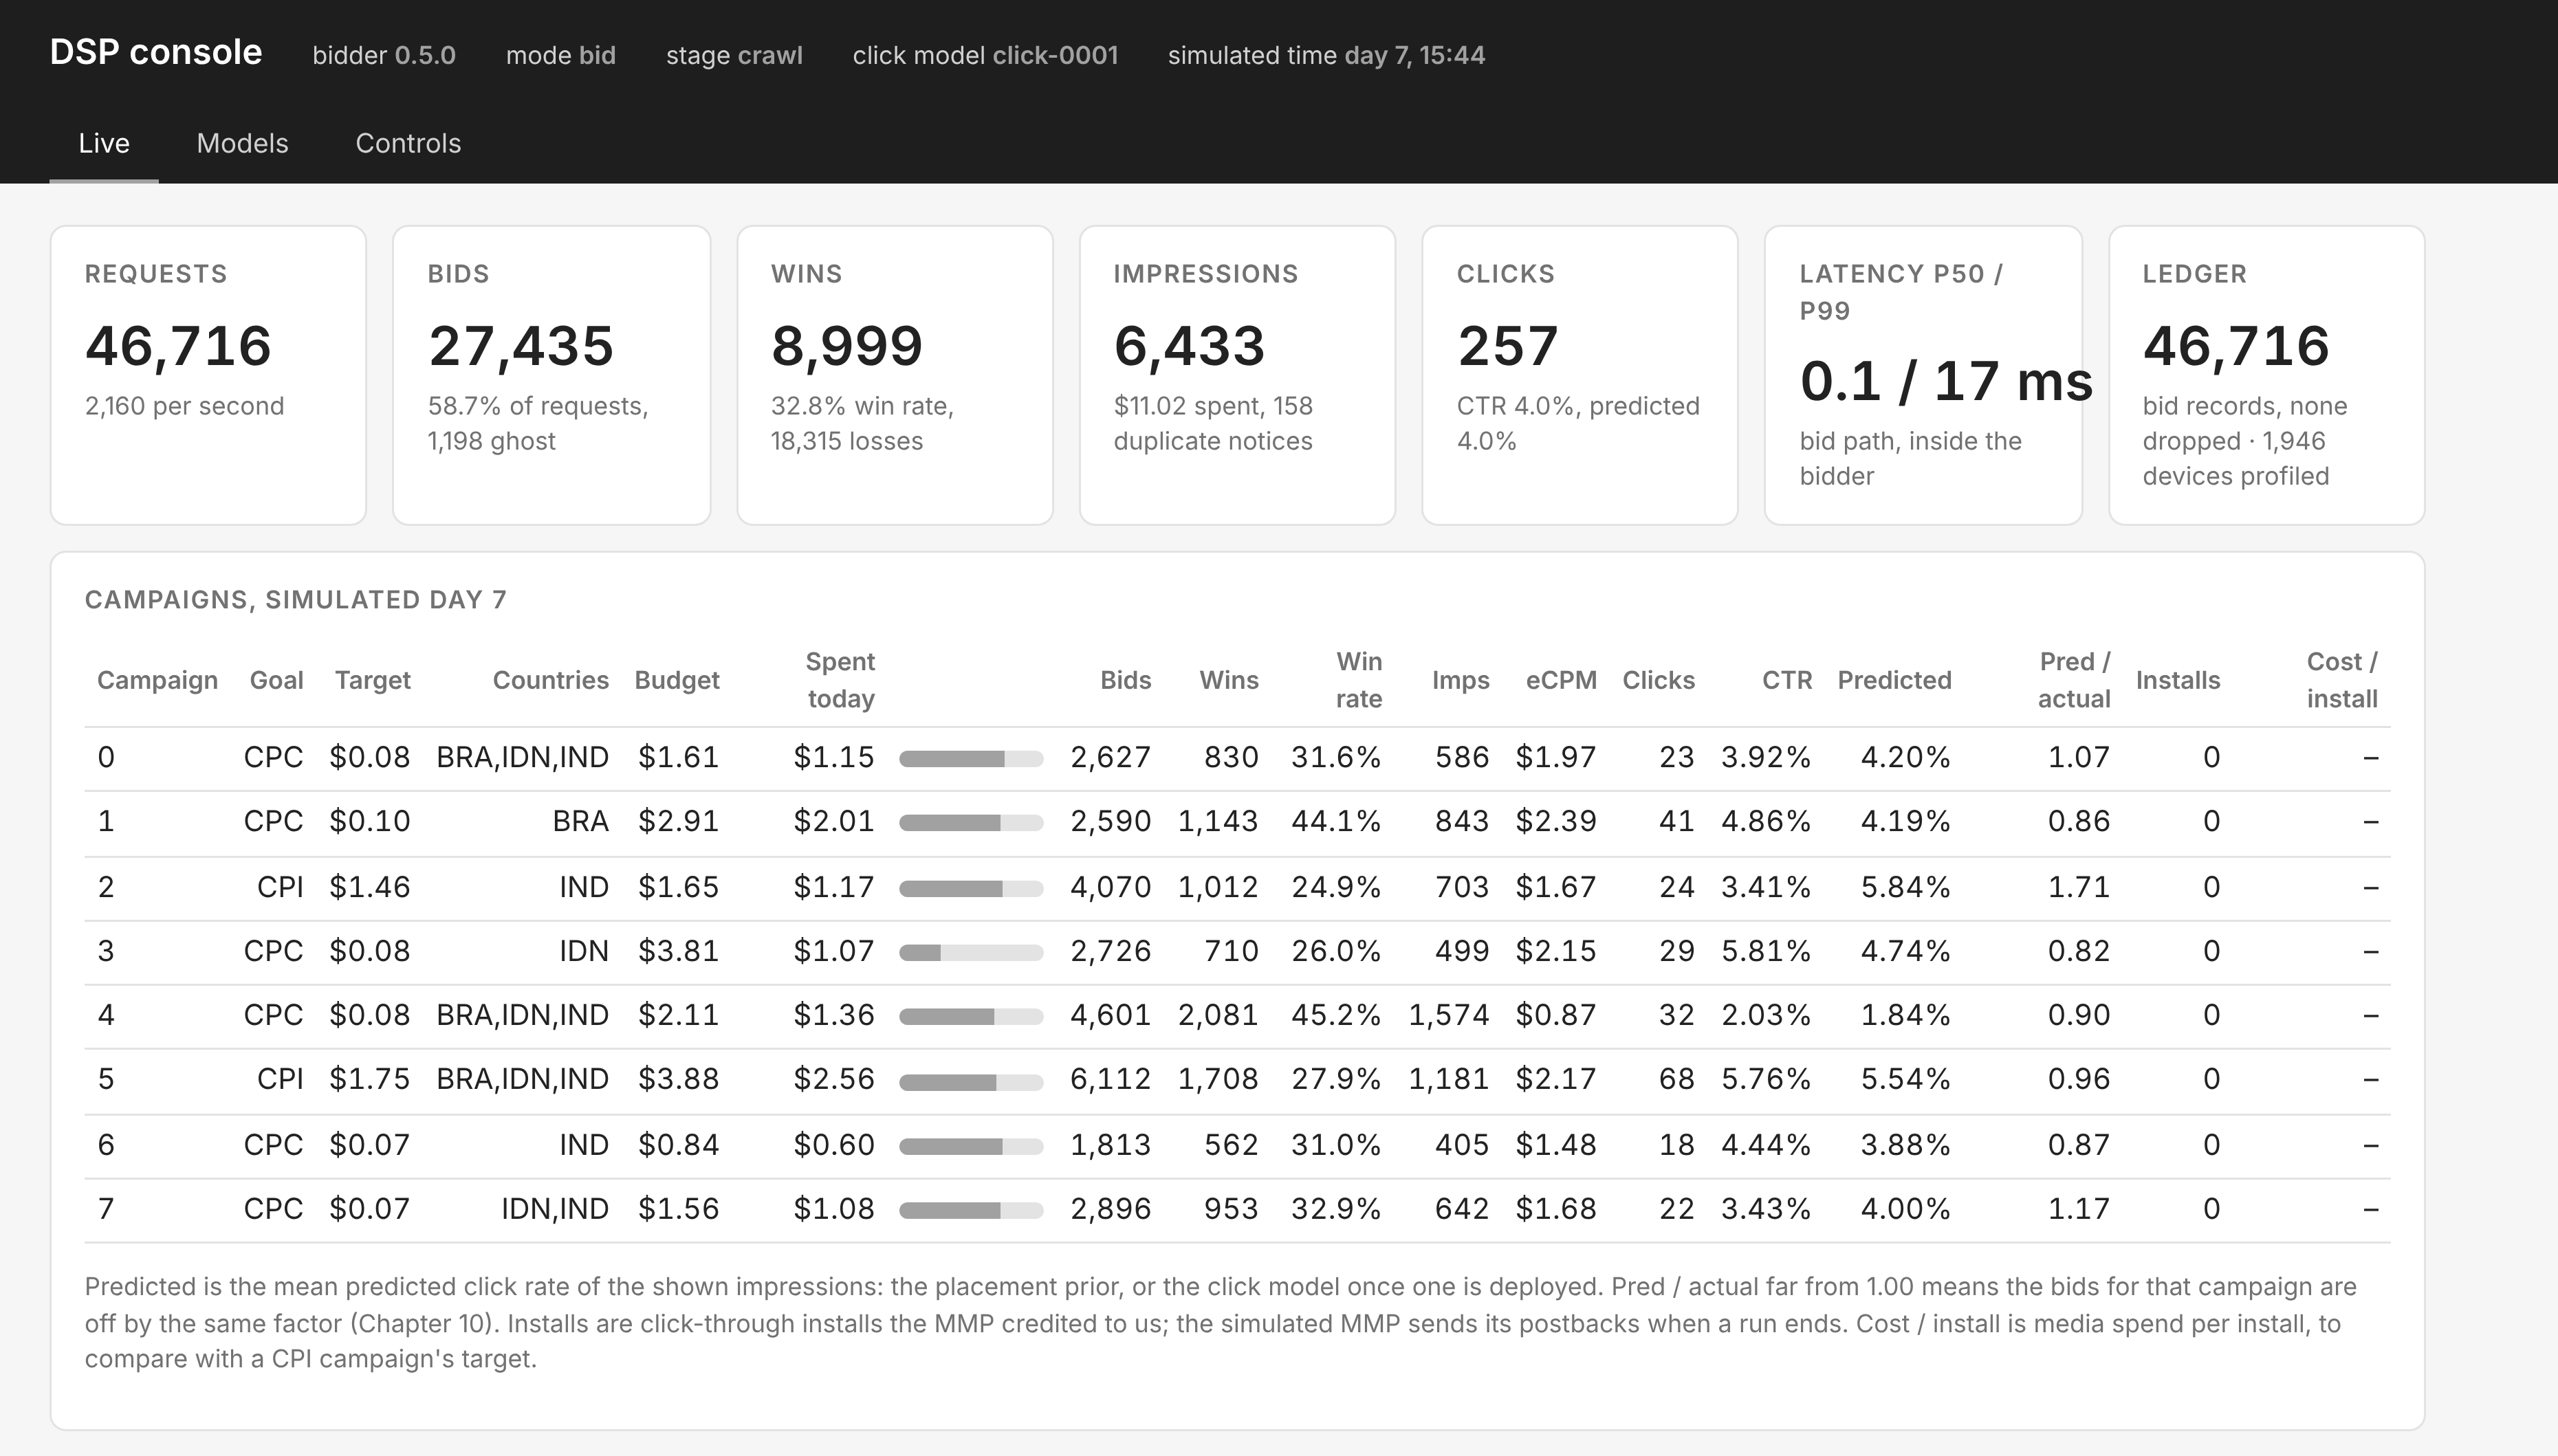 DSP console bidder 0.5.0 mode bid stage crawl click model click-0001 simulated time day 7, 15:44
Live Models Controls
REQUESTS
46,716
2,160 per second
BIDS
27,435
58.7% of requests,
1,198 ghost
WINS
8,999
32.8% win rate,
18,315 losses
IMPRESSIONS
6,433
$11.02 spent, 158
duplicate notices
CLICKS
257
CTR 4.0%, predicted
4.0%
LATENCY P50 /
P99
0.1 / 17 ms
bid path, inside the
bidder
LEDGER
46,716
bid records, none
dropped · 1,946
devices profiled
CAMPAIGNS, SIMULATED DAY 7
Campaign Goal Target Countries Budget Spent today Bids Wins Win rate Imps eCPM Clicks CTR Predicted Pred / actual Installs Cost / install
0 CPC $0.08 BRA,IDN,IND $1.61 $1.15 2,627 830 31.6% 586 $1.97 23 3.92% 4.20% 1.07 0 –
1 CPC $0.10 BRA $2.91 $2.01 2,590 1,143 44.1% 843 $2.39 41 4.86% 4.19% 0.86 0 –
2 CPI $1.46 IND $1.65 $1.17 4,070 1,012 24.9% 703 $1.67 24 3.41% 5.84% 1.71 0 –
3 CPC $0.08 IDN $3.81 $1.07 2,726 710 26.0% 499 $2.15 29 5.81% 4.74% 0.82 0 –
4 CPC $0.08 BRA,IDN,IND $2.11 $1.36 4,601 2,081 45.2% 1,574 $0.87 32 2.03% 1.84% 0.90 0 –
5 CPI $1.75 BRA,IDN,IND $3.88 $2.56 6,112 1,708 27.9% 1,181 $2.17 68 5.76% 5.54% 0.96 0 –
6 CPC $0.07 IND $0.84 $0.60 1,813 562 31.0% 405 $1.48 18 4.44% 3.88% 0.87 0 –
7 CPC $0.07 IDN,IND $1.56 $1.08 2,896 953 32.9% 642 $1.68 22 3.43% 4.00% 1.17 0 –
Predicted is the mean predicted click rate of the shown impressions: the placement prior, or the click model once one is deployed. Pred / actual far from 1.00 means the bids for that campaign are
off by the same factor (Chapter 10). Installs are click-through installs the MMP credited to us; the simulated MMP sends its postbacks when a run ends. Cost / install is media spend per install, to
compare with a CPI campaign's target.